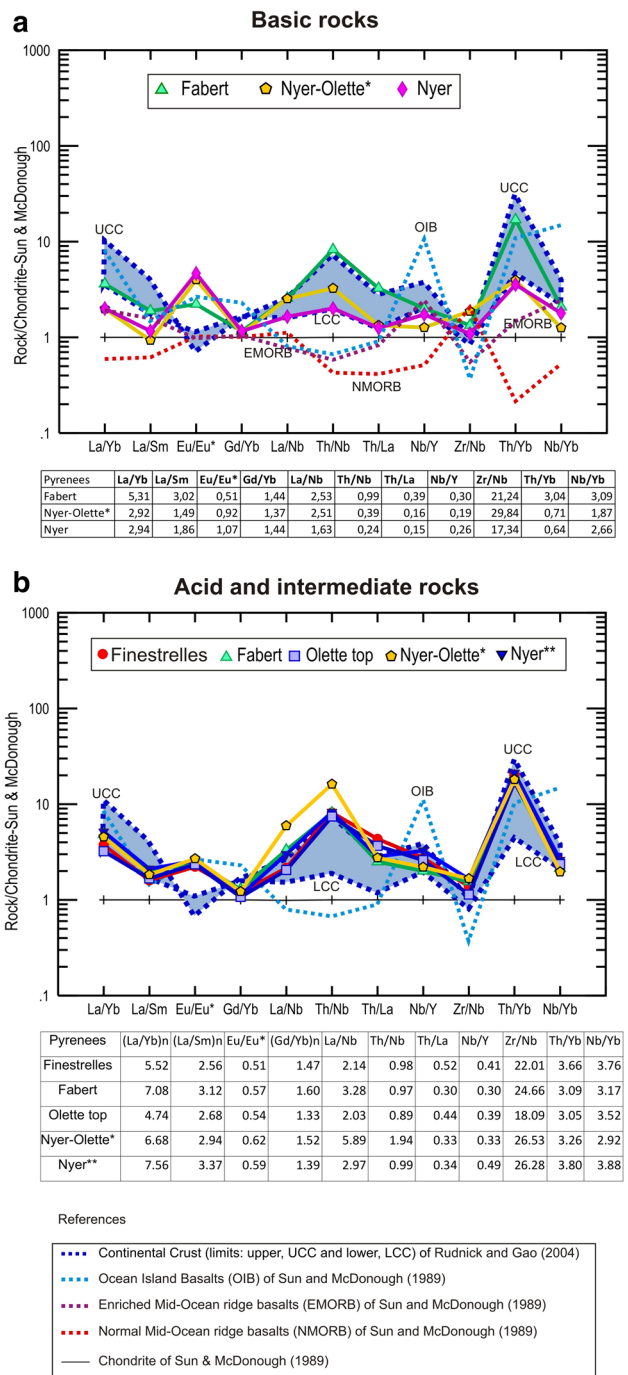 a
Basic rocks
Rock/Chondrite-Sun & McDonough
1000
100
10
1
.1
Fabert Nyer-Olette* Nyer
UCC
OIB
UCC
LCC
EMORB
EMORB
NMORB
La/Yb La/Sm Eu/Eu* Gd/Yb La/Nb Th/Nb Th/La Nb/Y Zr/Nb Th/Yb Nb/Yb
Pyrenees La/Yb La/Sm Eu/Eu* Gd/Yb La/Nb Th/Nb Th/La Nb/Y Zr/Nb Th/Yb Nb/Yb
Fabert 5,31 3,02 0,51 1,44 2,53 0,99 0,39 0,30 21,24 3,04 3,09
Nyer-Olette* 2,92 1,49 0,92 1,37 2,51 0,39 0,16 0,19 29,84 0,71 1,87
Nyer 2,94 1,86 1,07 1,44 1,63 0,24 0,15 0,26 17,34 0,64 2,66
b
Acid and intermediate rocks
Rock/Chondrite-Sun & McDonough
1000
100
10
1
.1
Finestrelles Fabert Olette top Nyer-Olette* Nyer**
UCC
OIB
UCC
LCC
LCC
La/Yb La/Sm Eu/Eu* Gd/Yb La/Nb Th/Nb Th/La Nb/Y Zr/Nb Th/Yb Nb/Yb
Pyrenees (La/Yb)n (La/Sm)n Eu/Eu* (Gd/Yb)n La/Nb Th/Nb Th/La Nb/Y Zr/Nb Th/Yb Nb/Yb
Finestrelles 5.52 2.56 0.51 1.47 2.14 0.98 0.52 0.41 22.01 3.66 3.76
Fabert 7.08 3.12 0.57 1.60 3.28 0.97 0.30 0.30 24.66 3.09 3.17
Olette top 4.74 2.68 0.54 1.33 2.03 0.89 0.44 0.39 18.09 3.05 3.52
Nyer-Olette* 6.68 2.94 0.62 1.52 5.89 1.94 0.33 0.33 26.53 3.26 2.92
Nyer** 7.56 3.37 0.59 1.39 2.97 0.99 0.34 0.49 26.28 3.80 3.88
References
Continental Crust (limits: upper, UCC and lower, LCC) of Rudnick and Gao (2004)
Ocean Island Basalts (OIB) of Sun and McDonough (1989)
Enriched Mid-Ocean ridge basalts (EMORB) of Sun and McDonough (1989)
Normal Mid-Ocean ridge basalts (NMORB) of Sun and McDonough (1989)
Chondrite of Sun & McDonough (1989)